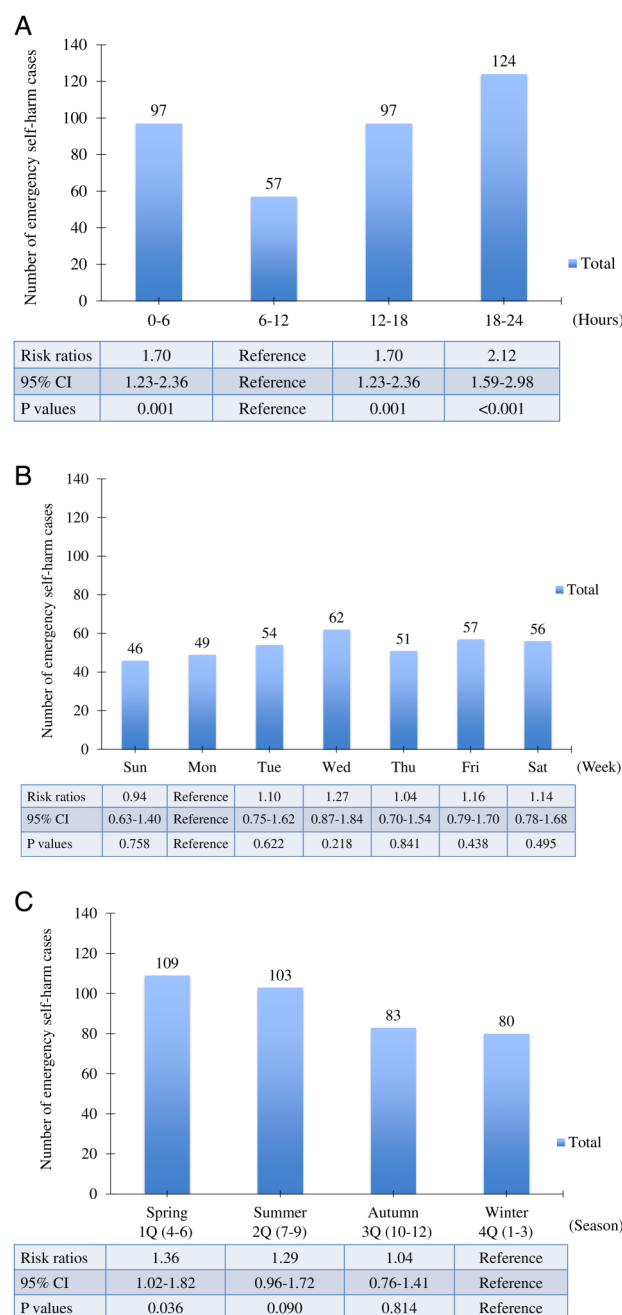 A
Number of emergency self-harm cases
140
120
100
80
60
40
20
0
97
57
97
124
Total
0-6 6-12 12-18 18-24 (Hours)
Risk ratios 1.70 Reference 1.70 2.12
95% CI 1.23-2.36 Reference 1.23-2.36 1.59-2.98
P values 0.001 Reference 0.001 <0.001
B
Number of emergency self-harm cases
140
120
100
80
60
40
20
0
46
49
54
62
51
57
56
Total
Sun Mon Tue Wed Thu Fri Sat (Week)
Risk ratios 0.94 Reference 1.10 1.27 1.04 1.16 1.14
95% CI 0.63-1.40 Reference 0.75-1.62 0.87-1.84 0.70-1.54 0.79-1.70 0.78-1.68
P values 0.758 Reference 0.622 0.218 0.841 0.438 0.495
C
Number of emergency self-harm cases
140
120
100
80
60
40
20
0
109
103
83
80
Total
Spring Summer Autumn Winter
1Q (4-6) 2Q (7-9) 3Q (10-12) 4Q (1-3) (Season)
Risk ratios 1.36 1.29 1.04 Reference
95% CI 1.02-1.82 0.96-1.72 0.76-1.41 Reference
P values 0.036 0.090 0.814 Reference